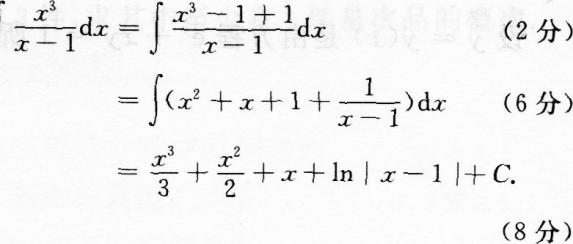 ∫ x³/(x−1) dx = ∫ (x³−1+1)/(x−1) dx (2分)
= ∫(x² + x + 1 + 1/(x−1))dx (6分)
= x³/3 + x²/2 + x + ln | x − 1 | + C.
(8分)